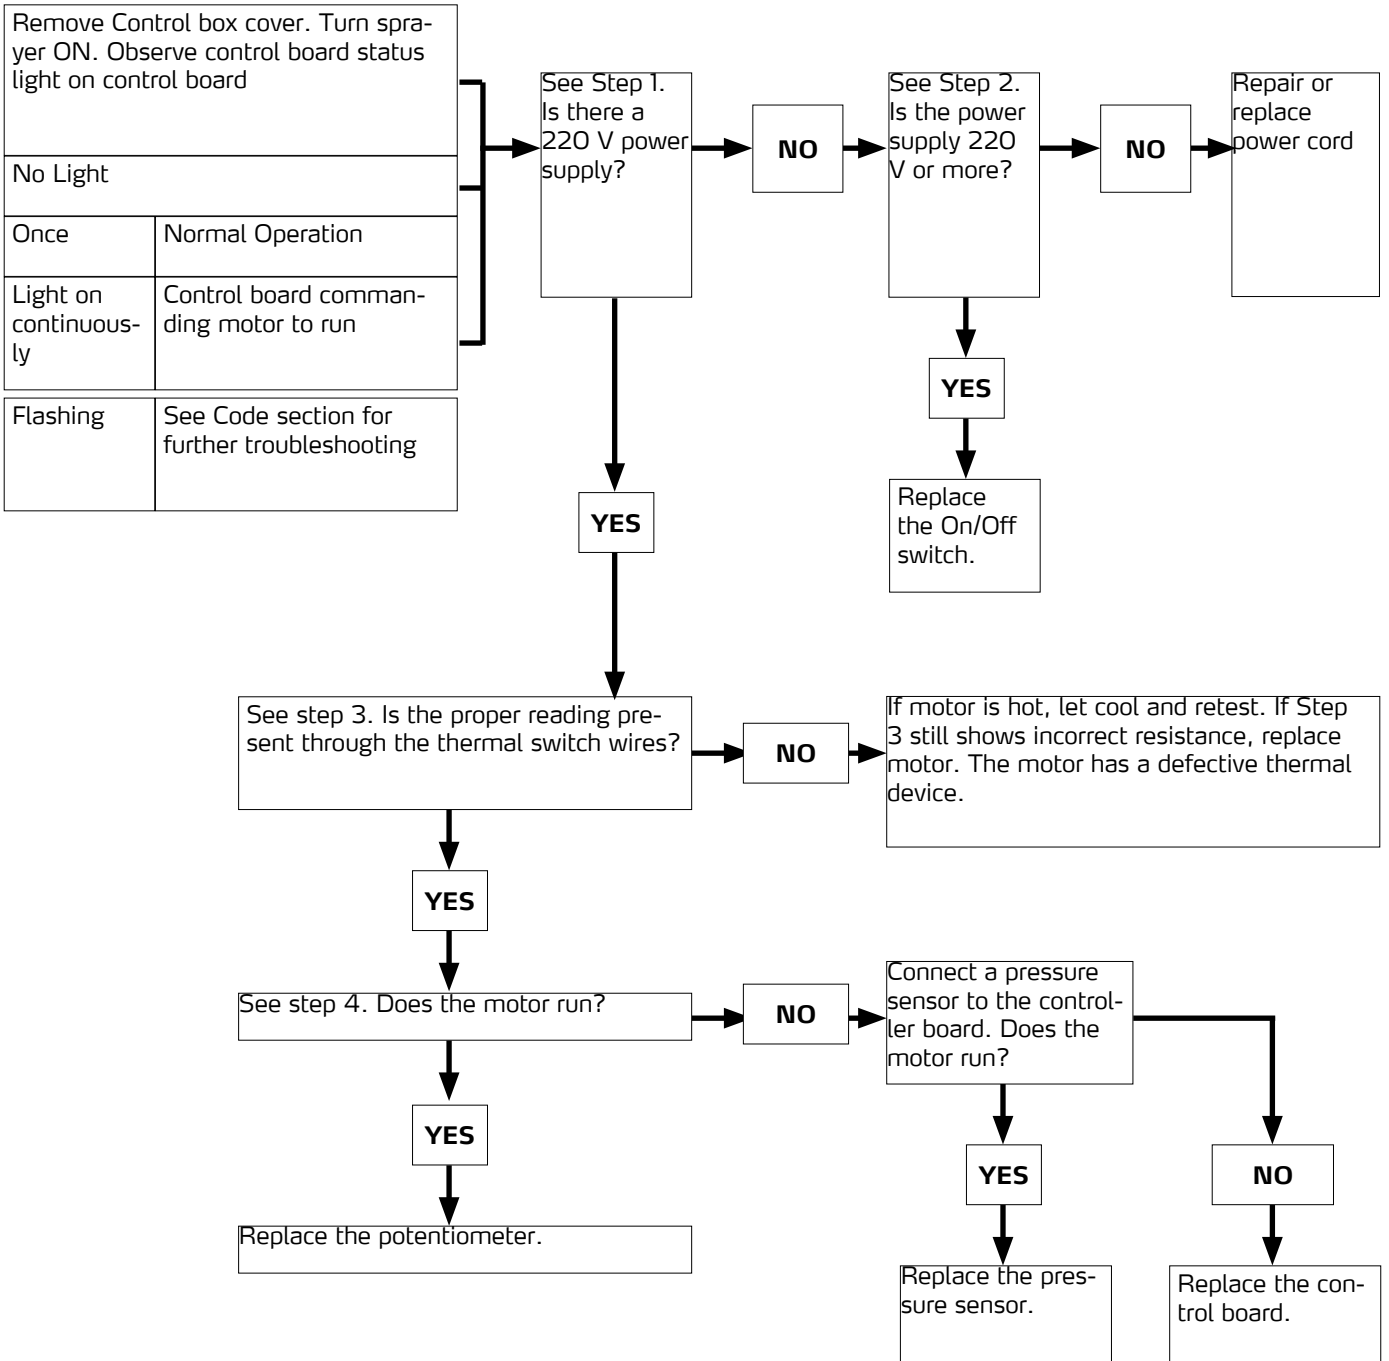 Remove Control box cover. Turn spra-
yer ON. Observe control board status
light on control board
No Light
Once
Normal Operation
Light on
continuous-
ly
Control board comman-
ding motor to run
Flashing
See Code section for
further troubleshooting
See Step 1.
Is there a
220 V power
supply?
NO
See Step 2.
Is the power
supply 220
V or more?
NO
Repair or
replace
power cord
YES
Replace
the On/Off
switch.
YES
See step 3. Is the proper reading pre-
sent through the thermal switch wires?
NO
If motor is hot, let cool and retest. If Step
3 still shows incorrect resistance, replace
motor. The motor has a defective thermal
device.
YES
See step 4. Does the motor run?
NO
Connect a pressure
sensor to the control-
ler board. Does the
motor run?
YES
Replace the potentiometer.
YES
Replace the pres-
sure sensor.
NO
Replace the con-
trol board.